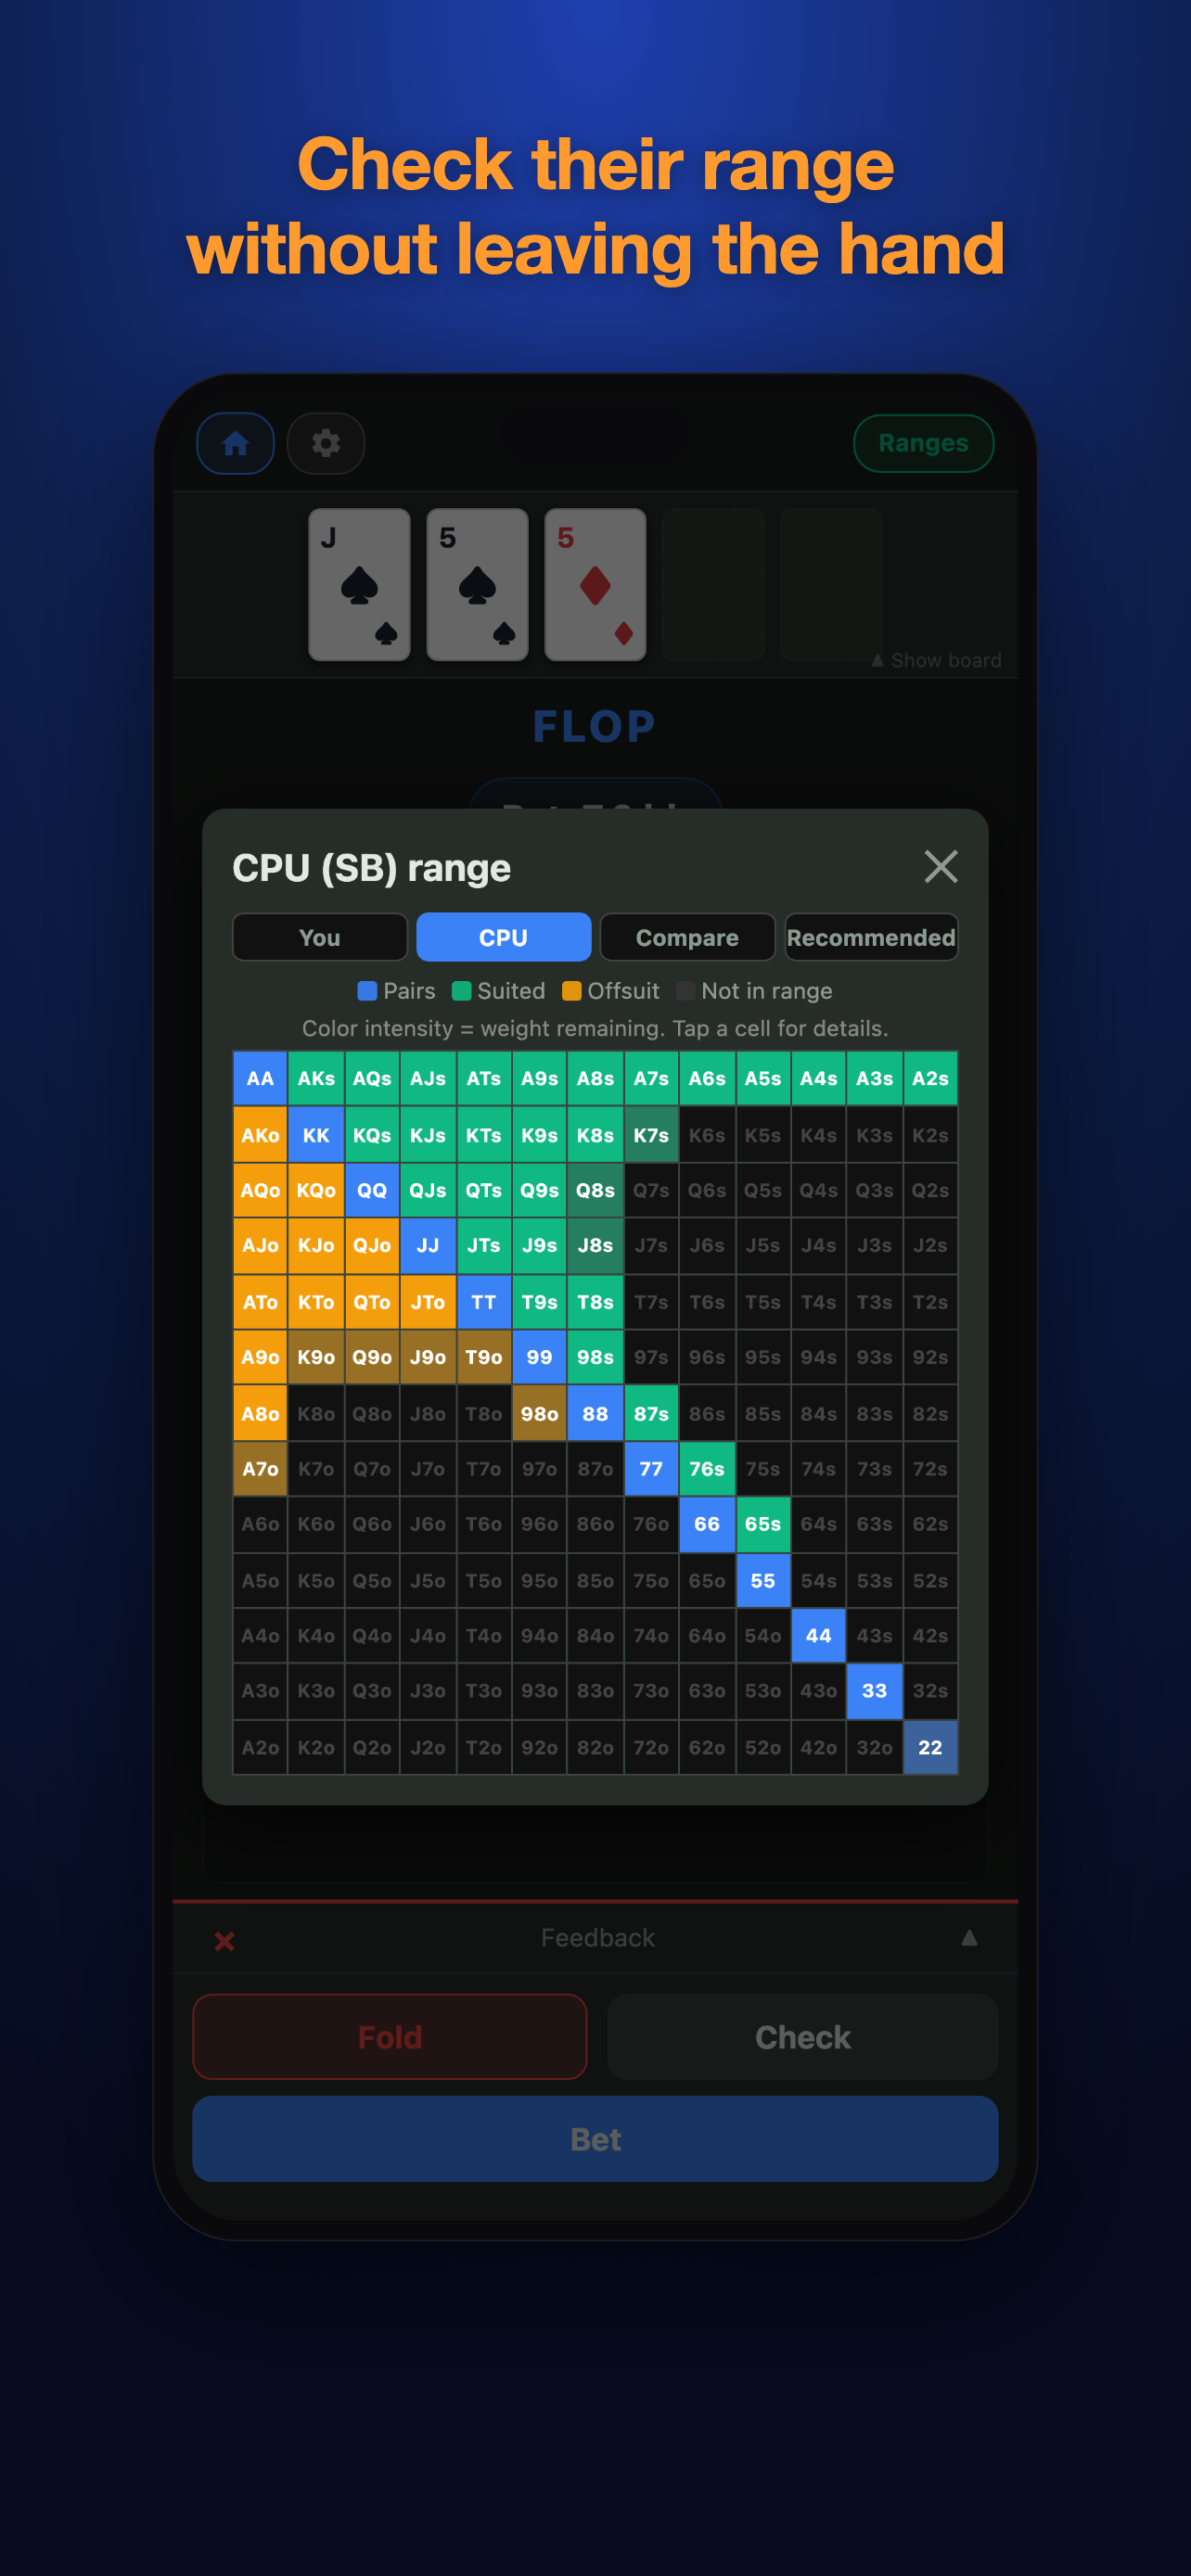 Check their range
without leaving the hand
Ranges
J 5 5
▲ Show board
FLOP
CPU (SB) range
You CPU Compare Recommended
Pairs Suited Offsuit Not in range
Color intensity = weight remaining. Tap a cell for details.
AA AKs AQs AJs ATs A9s A8s A7s A6s A5s A4s A3s A2s
AKo KK KQs KJs KTs K9s K8s K7s K6s K5s K4s K3s K2s
AQo KQo QQ QJs QTs Q9s Q8s Q7s Q6s Q5s Q4s Q3s Q2s
AJo KJo QJo JJ JTs J9s J8s J7s J6s J5s J4s J3s J2s
ATo KTo QTo JTo TT T9s T8s T7s T6s T5s T4s T3s T2s
A9o K9o Q9o J9o T9o 99 98s 97s 96s 95s 94s 93s 92s
A8o K8o Q8o J8o T8o 98o 88 87s 86s 85s 84s 83s 82s
A7o K7o Q7o J7o T7o 97o 87o 77 76s 75s 74s 73s 72s
A6o K6o Q6o J6o T6o 96o 86o 76o 66 65s 64s 63s 62s
A5o K5o Q5o J5o T5o 95o 85o 75o 65o 55 54s 53s 52s
A4o K4o Q4o J4o T4o 94o 84o 74o 64o 54o 44 43s 42s
A3o K3o Q3o J3o T3o 93o 83o 73o 63o 53o 43o 33 32s
A2o K2o Q2o J2o T2o 92o 82o 72o 62o 52o 42o 32o 22
Feedback ▲
Fold Check
Bet